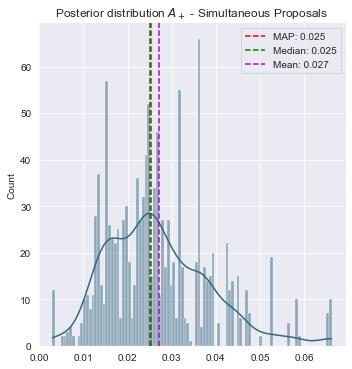 Posterior distribution A₊ - Simultaneous Proposals
MAP: 0.025
Median: 0.025
Mean: 0.027
Count
60
50
40
30
20
10
0
0.00 0.01 0.02 0.03 0.04 0.05 0.06